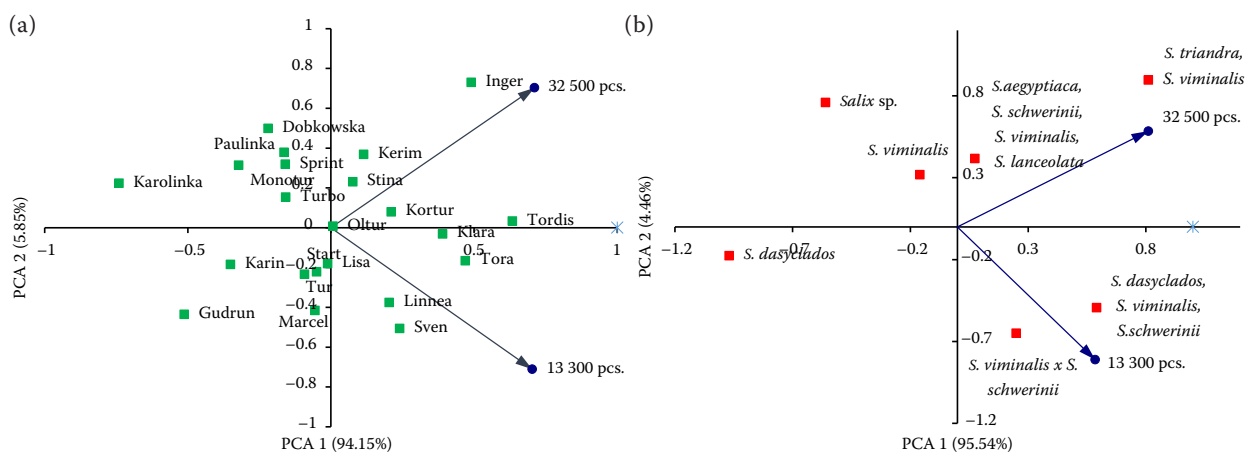 (a)
1
0.8
0.6
0.4
0.2
0
−0.2
−0.4
−0.6
−0.8
−1
−1
−0.5
0.5
1
PCA 2 (5.85%)
PCA 1 (94.15%)
Inger
32 500 pcs.
Dobkowska
Paulinka
Sprint
Kerim
Monotur
Stina
Karolinka
Turbo
Kortur
Tordis
Oltur
Klara
Start
Karin
Lisa
Tora
Tur
Linnea
Gudrun
Marcel
Sven
13 300 pcs.
(b)
0.8
0.3
−0.2
−0.7
−1.2
−1.2
−0.7
−0.2
0.3
0.8
PCA 2 (4.46%)
PCA 1 (95.54%)
S. triandra,
S. viminalis
Salix sp.
S.aegyptiaca,
S. schwerinii,
S. viminalis,
S. lanceolata
32 500 pcs.
S. viminalis
S. dasyclados
S. dasyclados,
S. viminalis,
S.schwerinii
13 300 pcs.
S. viminalis x S.
schwerinii